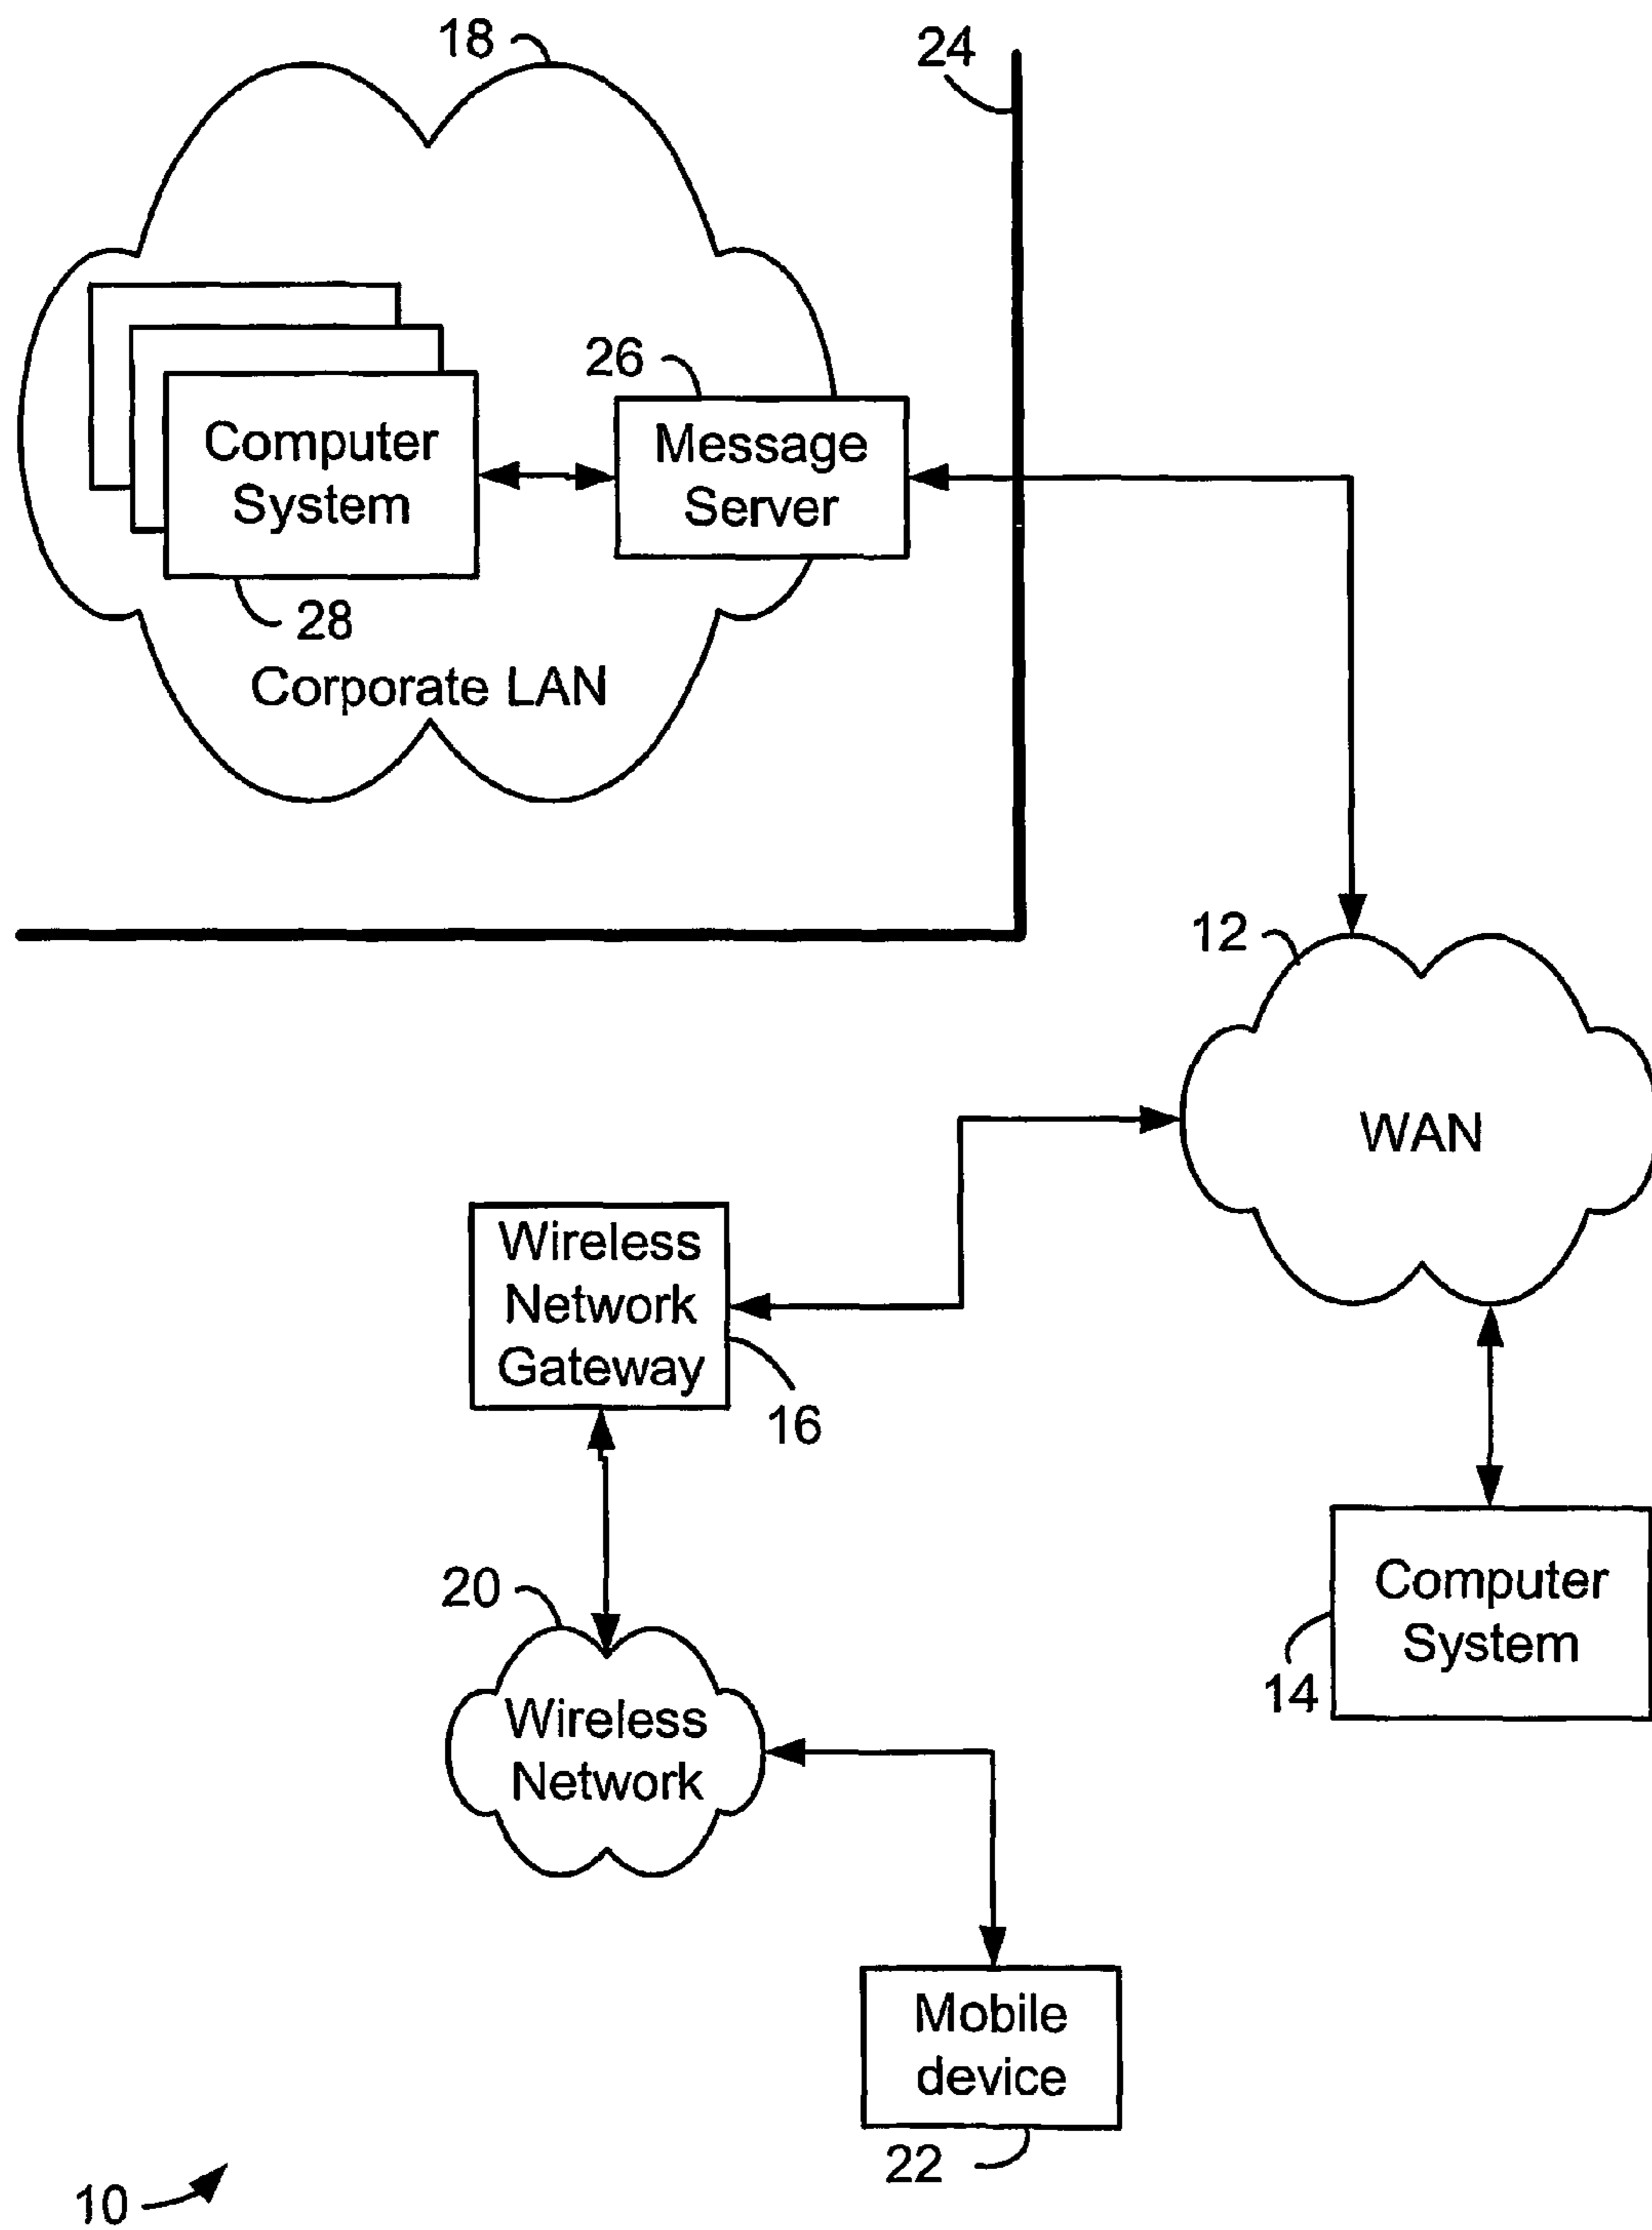 18
24
26
Computer
System
Message
Server
28
Corporate LAN
12
WAN
Wireless
Network
Gateway
16
20
Computer
System
14
Wireless
Network
Mobile
device
22
10